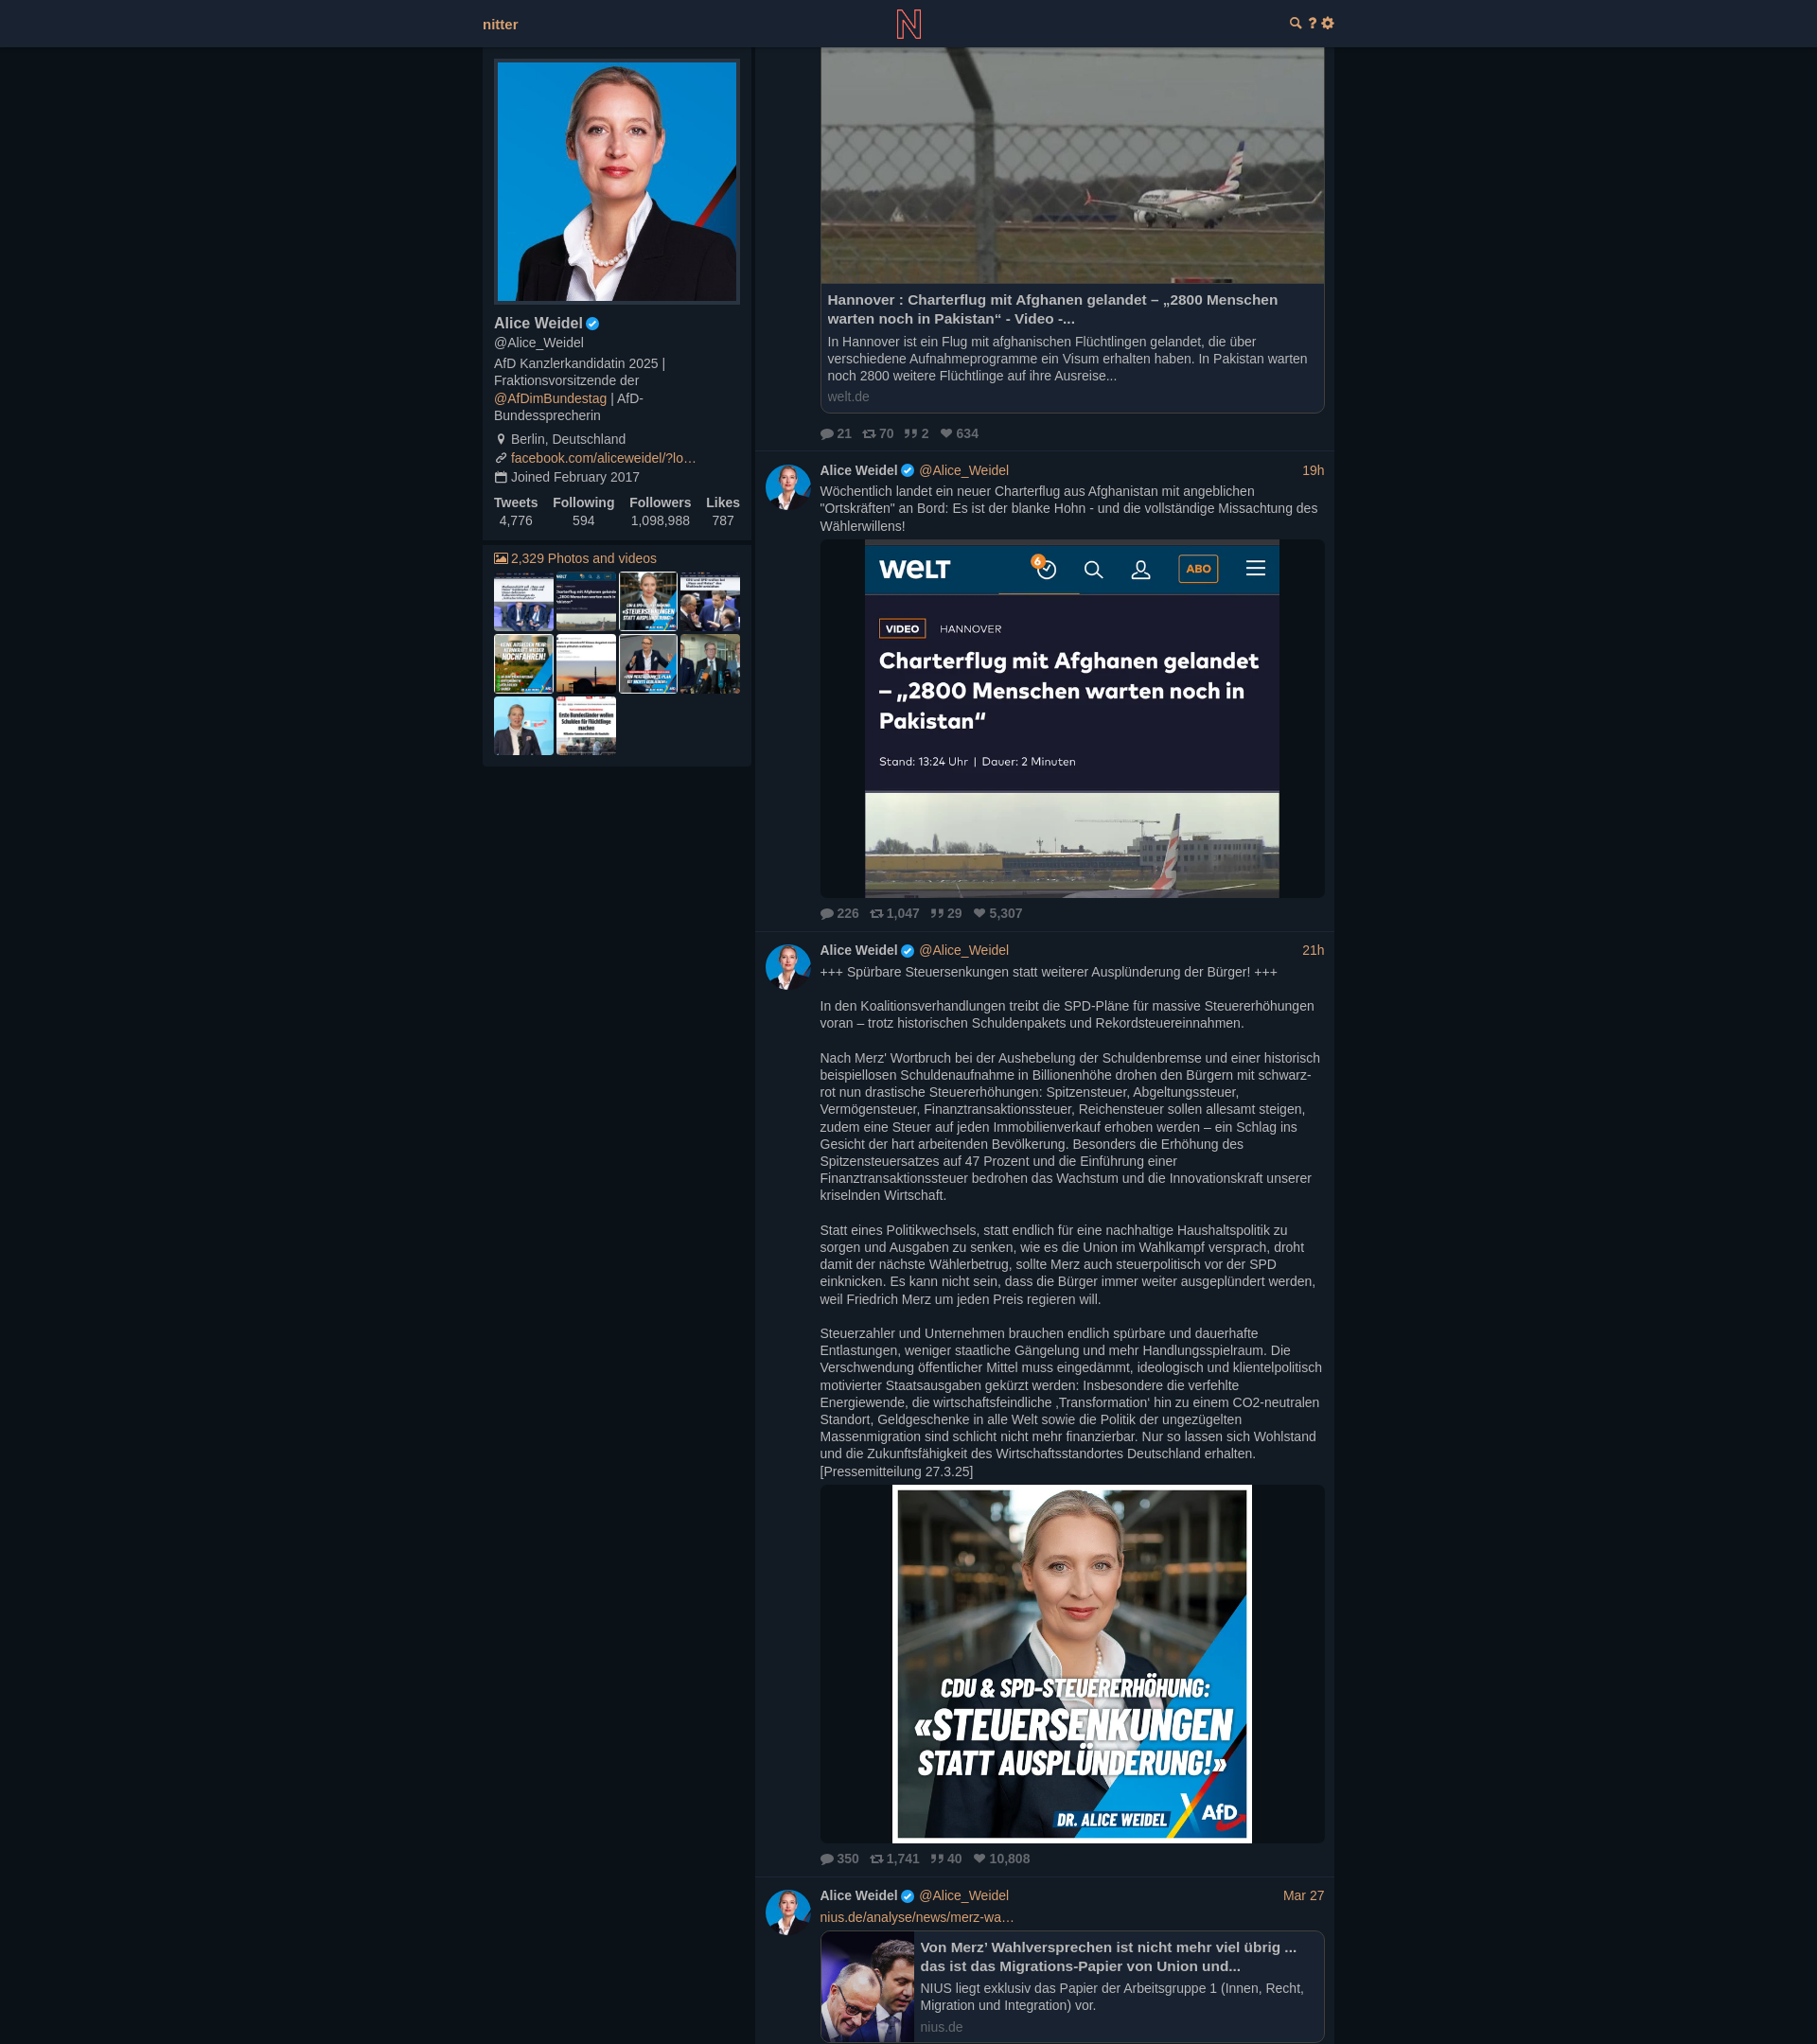 nitter
Alice Weidel
@Alice_Weidel
AfD Kanzlerkandidatin 2025 |
Fraktionsvorsitzende der
@AfDimBundestag | AfD-
Bundessprecherin
Berlin, Deutschland
facebook.com/aliceweidel/?lo…
Joined February 2017
Tweets Following Followers Likes
4,776 594 1,098,988 787
2,329 Photos and videos
Hannover : Charterflug mit Afghanen gelandet – „2800 Menschen
warten noch in Pakistan“ - Video -...
In Hannover ist ein Flug mit afghanischen Flüchtlingen gelandet, die über
verschiedene Aufnahmeprogramme ein Visum erhalten haben. In Pakistan warten
noch 2800 weitere Flüchtlinge auf ihre Ausreise...
welt.de
21 70 2 634
Alice Weidel @Alice_Weidel 19h
Wöchentlich landet ein neuer Charterflug aus Afghanistan mit angeblichen
"Ortskräften" an Bord: Es ist der blanke Hohn - und die vollständige Missachtung des
Wählerwillens!
WELT 6 ABO
VIDEO HANNOVER
Charterflug mit Afghanen gelandet
– „2800 Menschen warten noch in
Pakistan“
Stand: 13:24 Uhr | Dauer: 2 Minuten
226 1,047 29 5,307
Alice Weidel @Alice_Weidel 21h
+++ Spürbare Steuersenkungen statt weiterer Ausplünderung der Bürger! +++
In den Koalitionsverhandlungen treibt die SPD-Pläne für massive Steuererhöhungen
voran – trotz historischen Schuldenpakets und Rekordsteuereinnahmen.
Nach Merz' Wortbruch bei der Aushebelung der Schuldenbremse und einer historisch
beispiellosen Schuldenaufnahme in Billionenhöhe drohen den Bürgern mit schwarz-
rot nun drastische Steuererhöhungen: Spitzensteuer, Abgeltungssteuer,
Vermögensteuer, Finanztransaktionssteuer, Reichensteuer sollen allesamt steigen,
zudem eine Steuer auf jeden Immobilienverkauf erhoben werden – ein Schlag ins
Gesicht der hart arbeitenden Bevölkerung. Besonders die Erhöhung des
Spitzensteuersatzes auf 47 Prozent und die Einführung einer
Finanztransaktionssteuer bedrohen das Wachstum und die Innovationskraft unserer
kriselnden Wirtschaft.
Statt eines Politikwechsels, statt endlich für eine nachhaltige Haushaltspolitik zu
sorgen und Ausgaben zu senken, wie es die Union im Wahlkampf versprach, droht
damit der nächste Wählerbetrug, sollte Merz auch steuerpolitisch vor der SPD
einknicken. Es kann nicht sein, dass die Bürger immer weiter ausgeplündert werden,
weil Friedrich Merz um jeden Preis regieren will.
Steuerzahler und Unternehmen brauchen endlich spürbare und dauerhafte
Entlastungen, weniger staatliche Gängelung und mehr Handlungsspielraum. Die
Verschwendung öffentlicher Mittel muss eingedämmt, ideologisch und klientelpolitisch
motivierter Staatsausgaben gekürzt werden: Insbesondere die verfehlte
Energiewende, die wirtschaftsfeindliche ‚Transformation‘ hin zu einem CO2-neutralen
Standort, Geldgeschenke in alle Welt sowie die Politik der ungezügelten
Massenmigration sind schlicht nicht mehr finanzierbar. Nur so lassen sich Wohlstand
und die Zukunftsfähigkeit des Wirtschaftsstandortes Deutschland erhalten.
[Pressemitteilung 27.3.25]
CDU & SPD-STEUERERHÖHUNG:
«STEUERSENKUNGEN
STATT AUSPLÜNDERUNG!»
DR. ALICE WEIDEL AfD
350 1,741 40 10,808
Alice Weidel @Alice_Weidel Mar 27
nius.de/analyse/news/merz-wa…
Von Merz’ Wahlversprechen ist nicht mehr viel übrig ...
das ist das Migrations-Papier von Union und...
NIUS liegt exklusiv das Papier der Arbeitsgruppe 1 (Innen, Recht,
Migration und Integration) vor.
nius.de